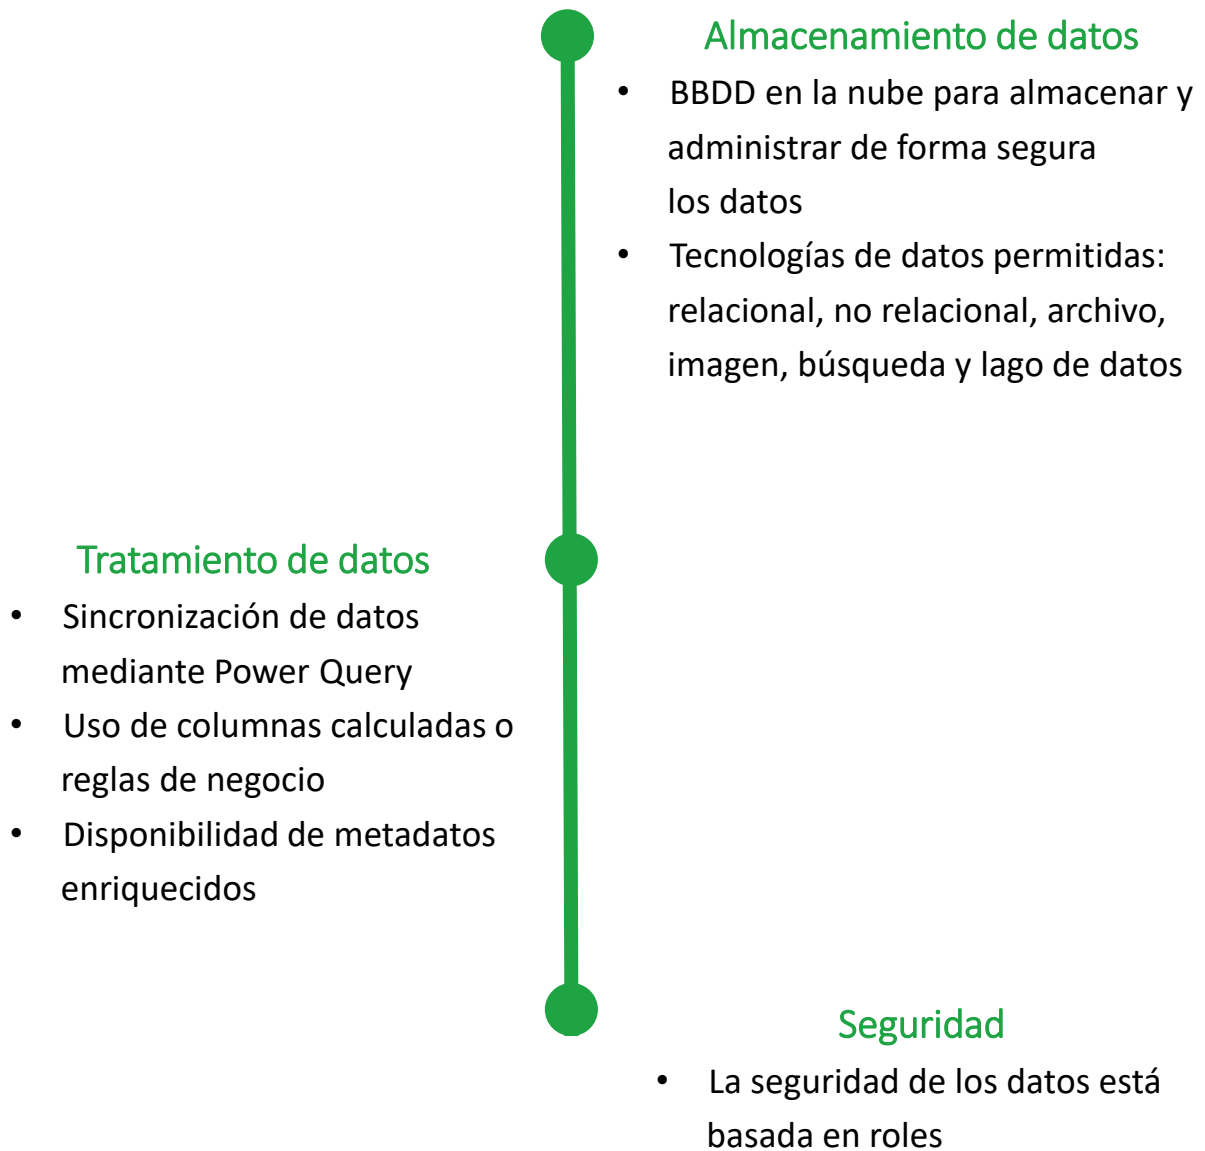 Almacenamiento de datos
• BBDD en la nube para almacenar y
administrar de forma segura
los datos
• Tecnologías de datos permitidas:
relacional, no relacional, archivo,
imagen, búsqueda y lago de datos
Tratamiento de datos
• Sincronización de datos
mediante Power Query
• Uso de columnas calculadas o
reglas de negocio
• Disponibilidad de metadatos
enriquecidos
Seguridad
• La seguridad de los datos está
basada en roles